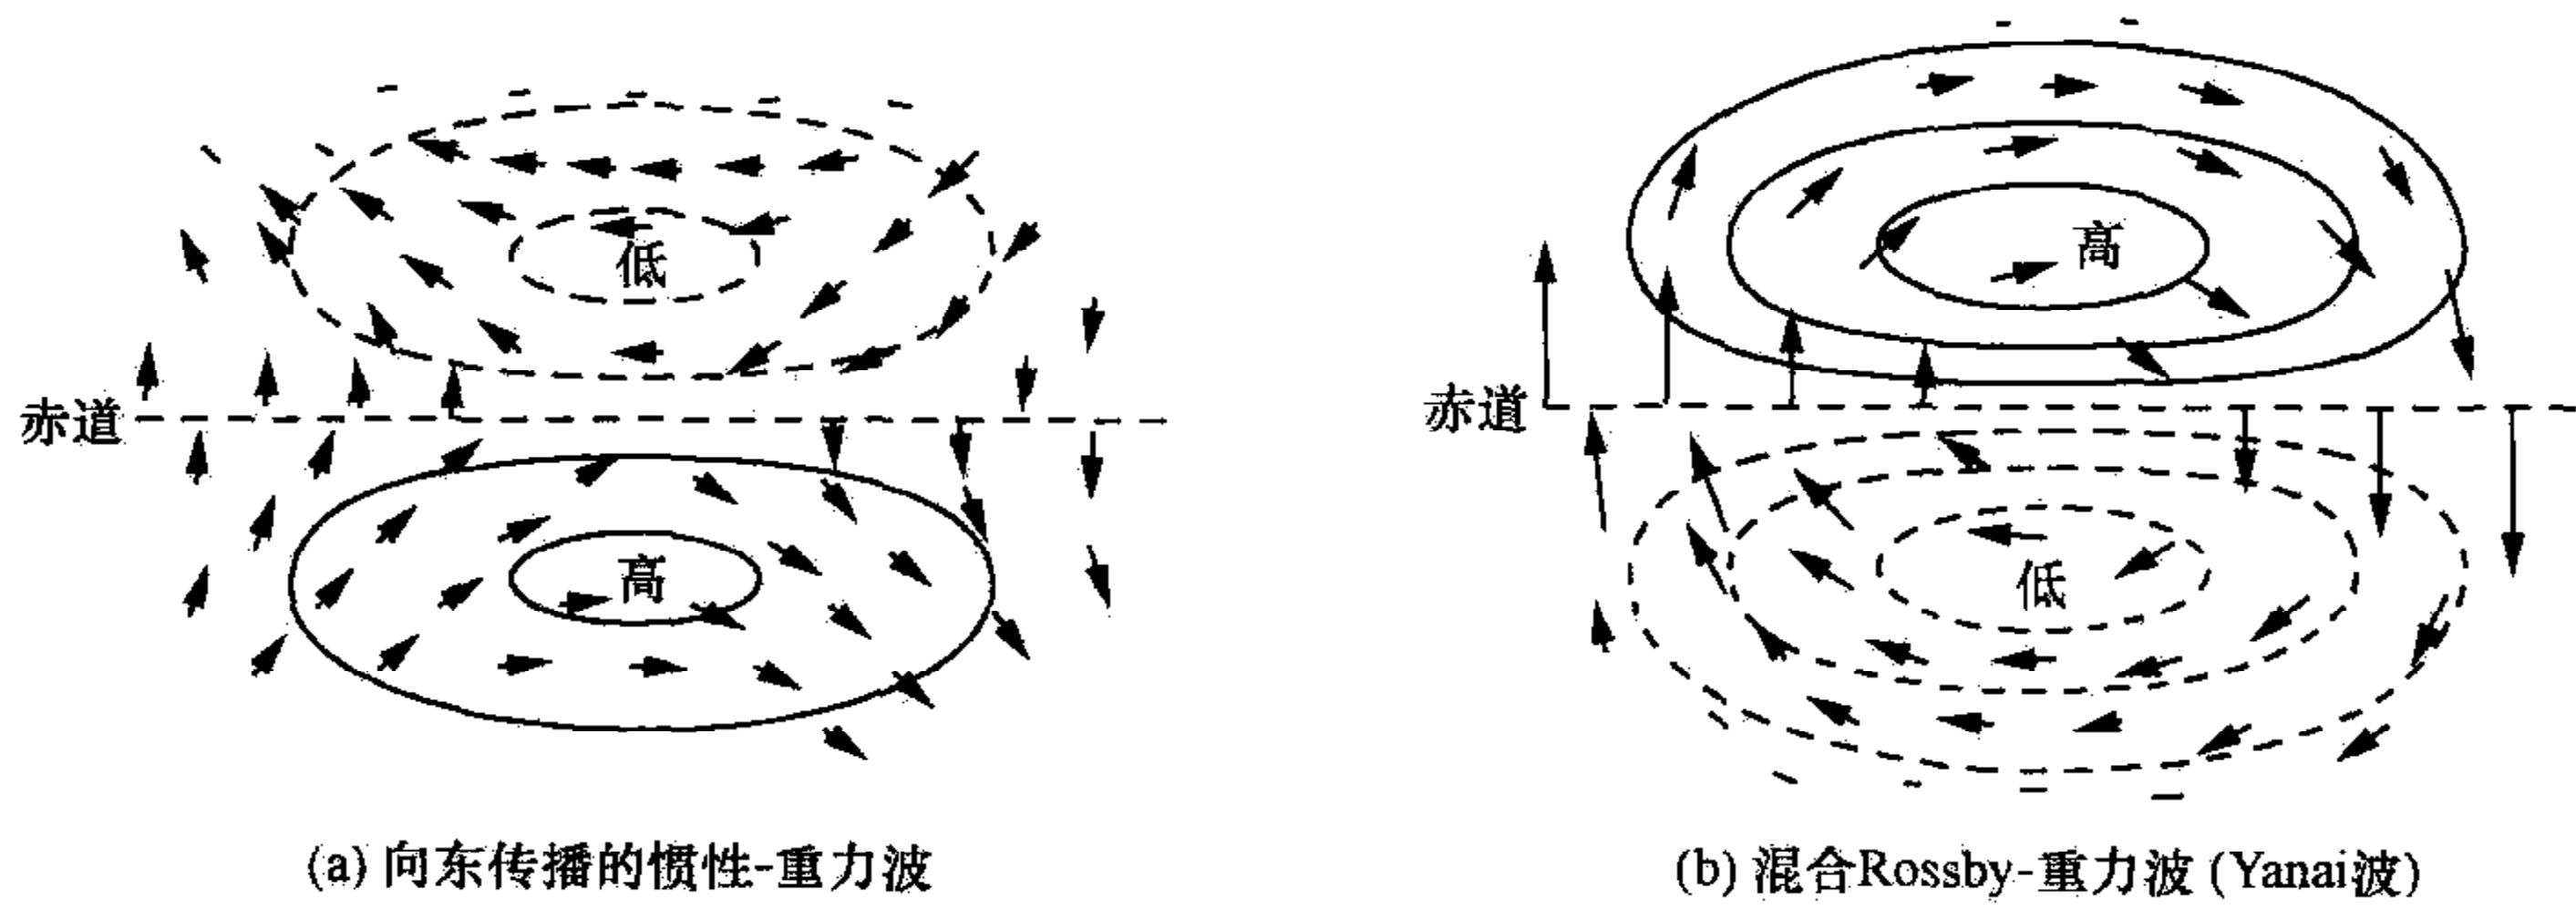 低
赤道
高
(a) 向东传播的惯性-重力波
高
赤道
低
(b) 混合Rossby-重力波 (Yanai波)